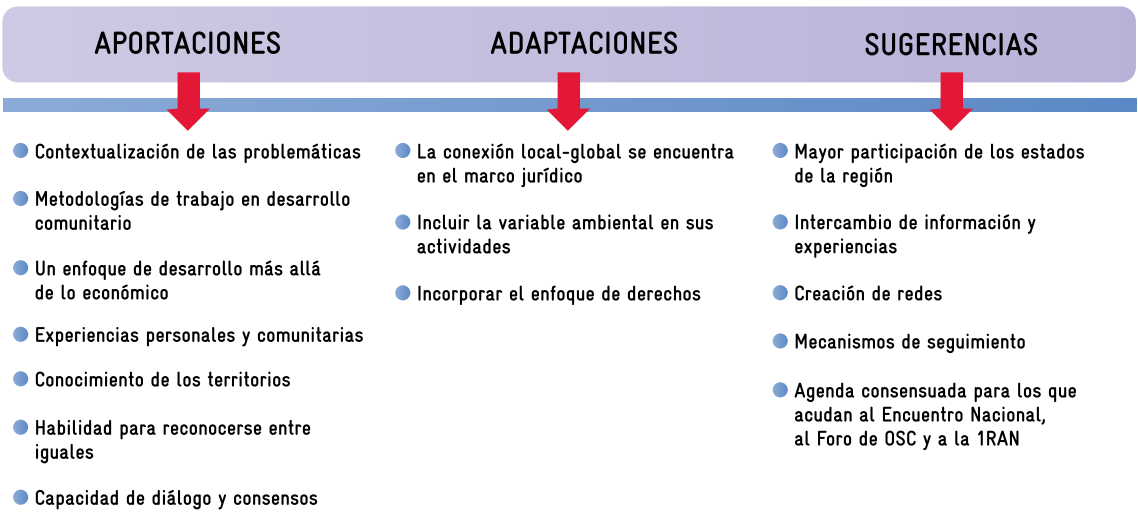 APORTACIONES
ADAPTACIONES
SUGERENCIAS
Contextualización de las problemáticas
Metodologías de trabajo en desarrollo
comunitario
Un enfoque de desarrollo más allá
de lo económico
Experiencias personales y comunitarias
Conocimiento de los territorios
Habilidad para reconocerse entre
iguales
Capacidad de diálogo y consensos
La conexión local-global se encuentra
en el marco jurídico
Incluir la variable ambiental en sus
actividades
Incorporar el enfoque de derechos
Mayor participación de los estados
de la región
Intercambio de información y
experiencias
Creación de redes
Mecanismos de seguimiento
Agenda consensuada para los que
acudan al Encuentro Nacional,
al Foro de OSC y a la 1RAN